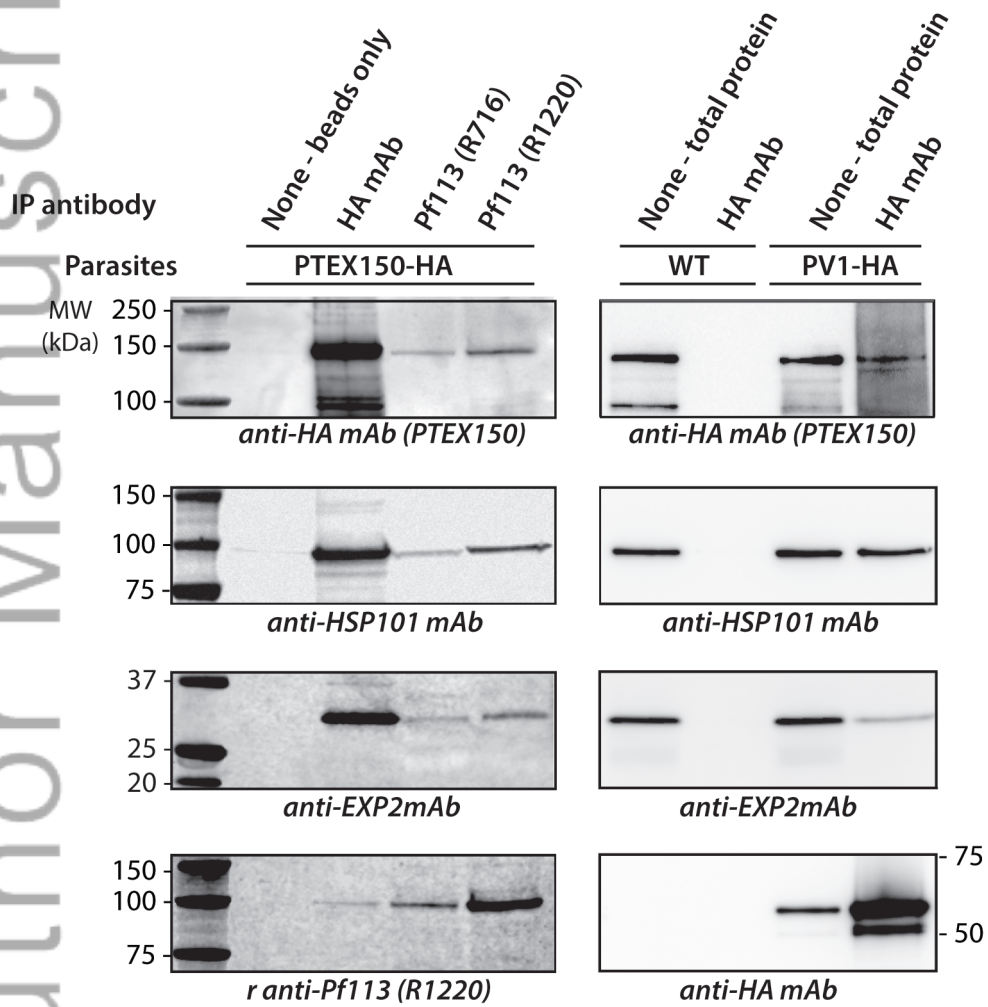 None - beads only
HA mAb
Pf113 (R716)
Pf113 (R1220)
None - total protein
HA mAb
None - total protein
HA mAb
IP antibody
Parasites
PTEX150-HA
WT
PV1-HA
MW
(kDa)
250 -
150 -
100 -
anti-HA mAb (PTEX150)
anti-HA mAb (PTEX150)
150 -
100 -
75 -
anti-HSP101 mAb
anti-HSP101 mAb
37 -
25 -
20 -
anti-EXP2mAb
anti-EXP2mAb
150 -
100 -
75 -
- 75
- 50
r anti-Pf113 (R1220)
anti-HA mAb